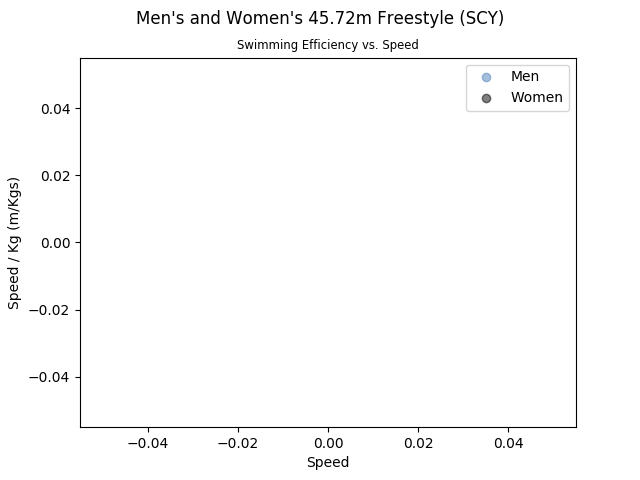 Men's and Women's 45.72m Freestyle (SCY)
Swimming Efficiency vs. Speed
Men
Women
0.04
0.02
0.00
−0.02
−0.04
Speed / Kg (m/Kgs)
−0.04
−0.02
0.00
0.02
0.04
Speed